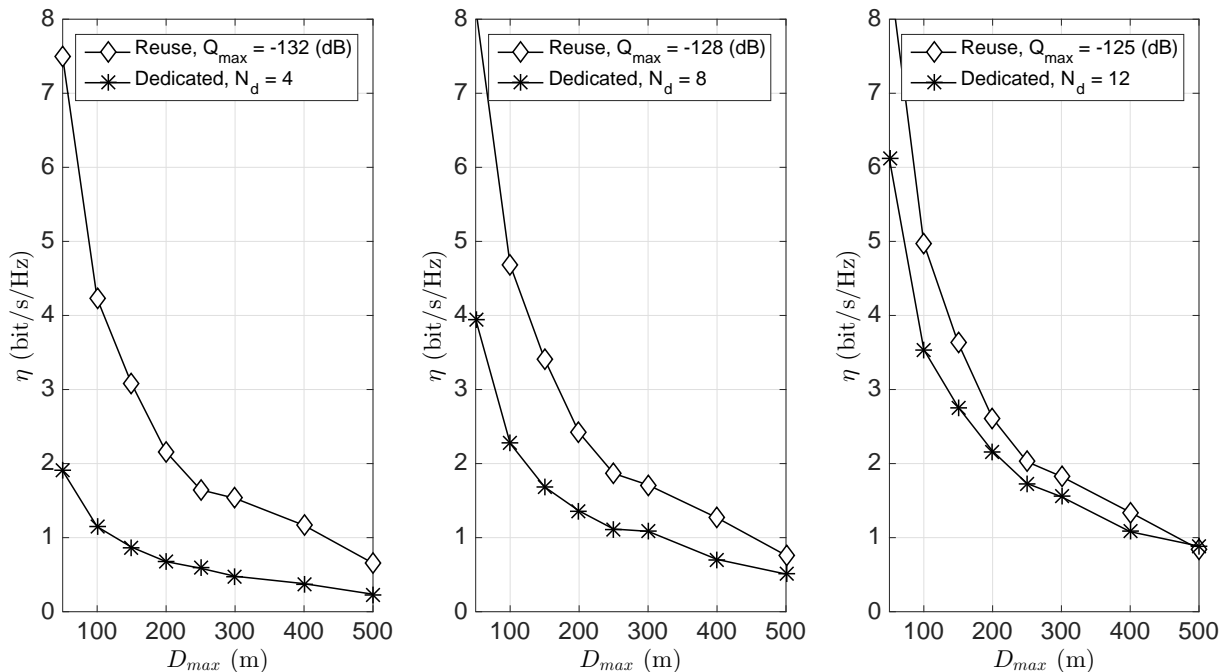 8
7
6
5
4
3
2
1
0
η (bit/s/Hz)
Reuse, Q_max = -132 (dB)
Dedicated, N_d = 4
100 200 300 400 500
D_max (m)
8
7
6
5
4
3
2
1
0
η (bit/s/Hz)
Reuse, Q_max = -128 (dB)
Dedicated, N_d = 8
100 200 300 400 500
D_max (m)
8
7
6
5
4
3
2
1
0
η (bit/s/Hz)
Reuse, Q_max = -125 (dB)
Dedicated, N_d = 12
100 200 300 400 500
D_max (m)